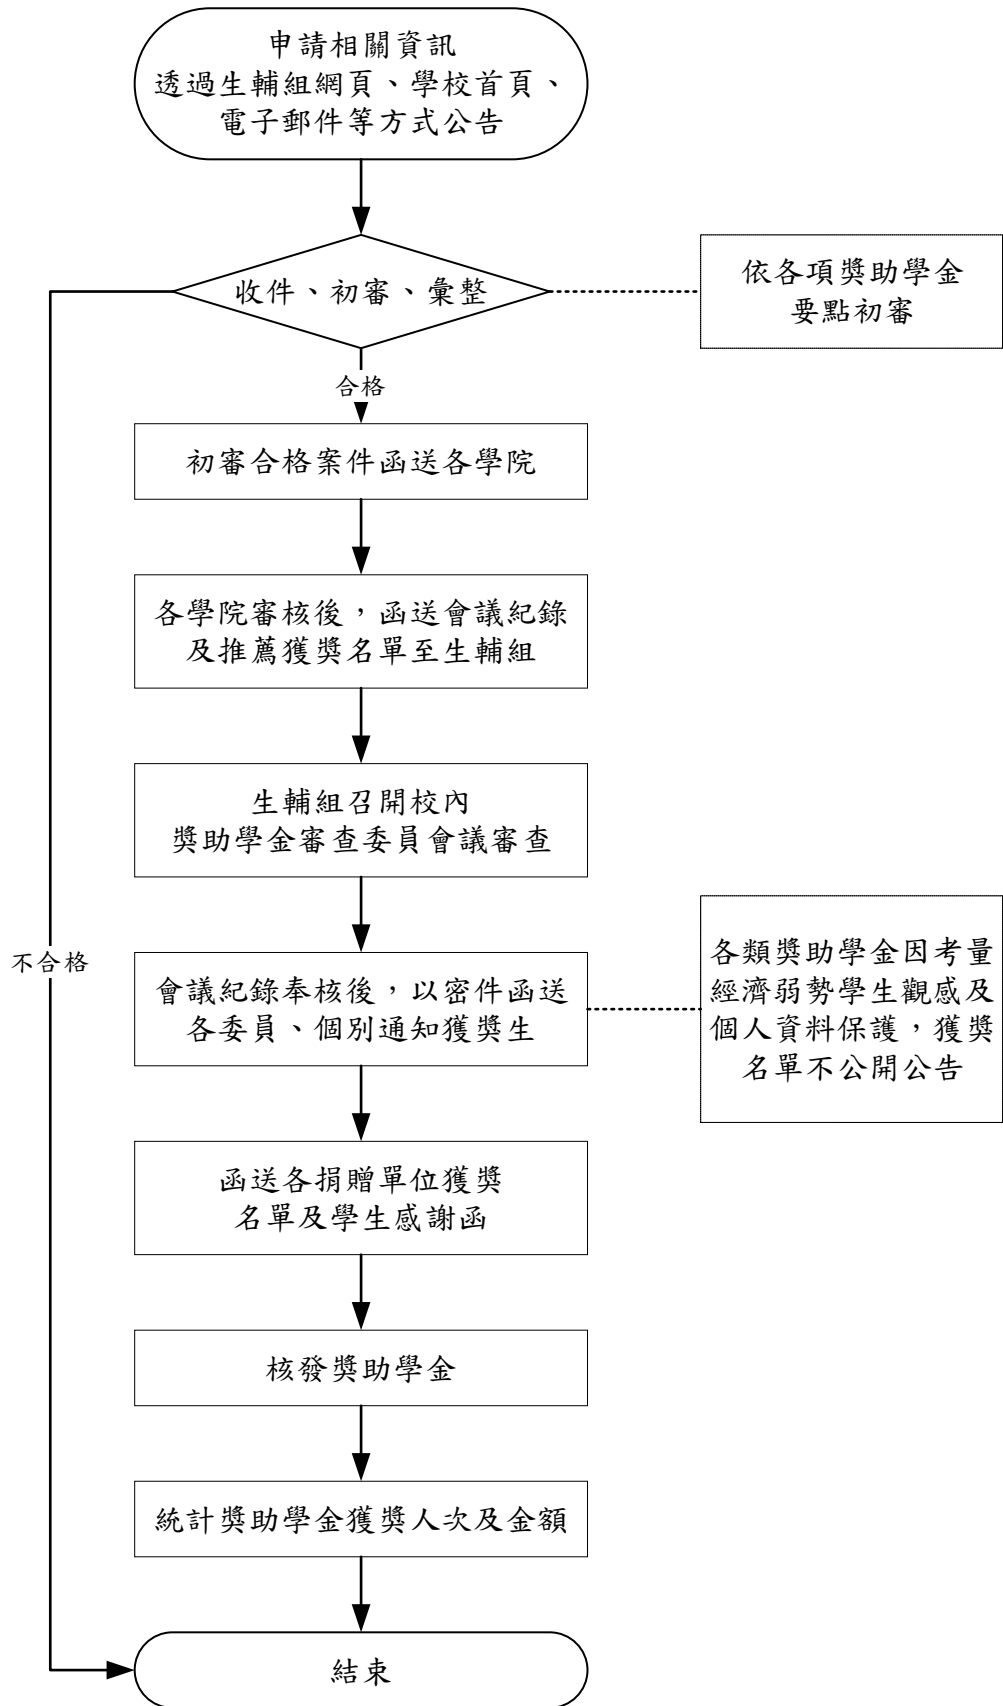 申請相關資訊
透過生輔組網頁、學校首頁、
電子郵件等方式公告
收件、初審、彙整
依各項獎助學金
要點初審
合格
初審合格案件函送各學院
各學院審核後，函送會議紀錄
及推薦獲獎名單至生輔組
生輔組召開校內
獎助學金審查委員會議審查
不合格
會議紀錄奉核後，以密件函送
各委員、個別通知獲獎生
各類獎助學金因考量
經濟弱勢學生觀感及
個人資料保護，獲獎
名單不公開公告
函送各捐贈單位獲獎
名單及學生感謝函
核發獎助學金
統計獎助學金獲獎人次及金額
結束